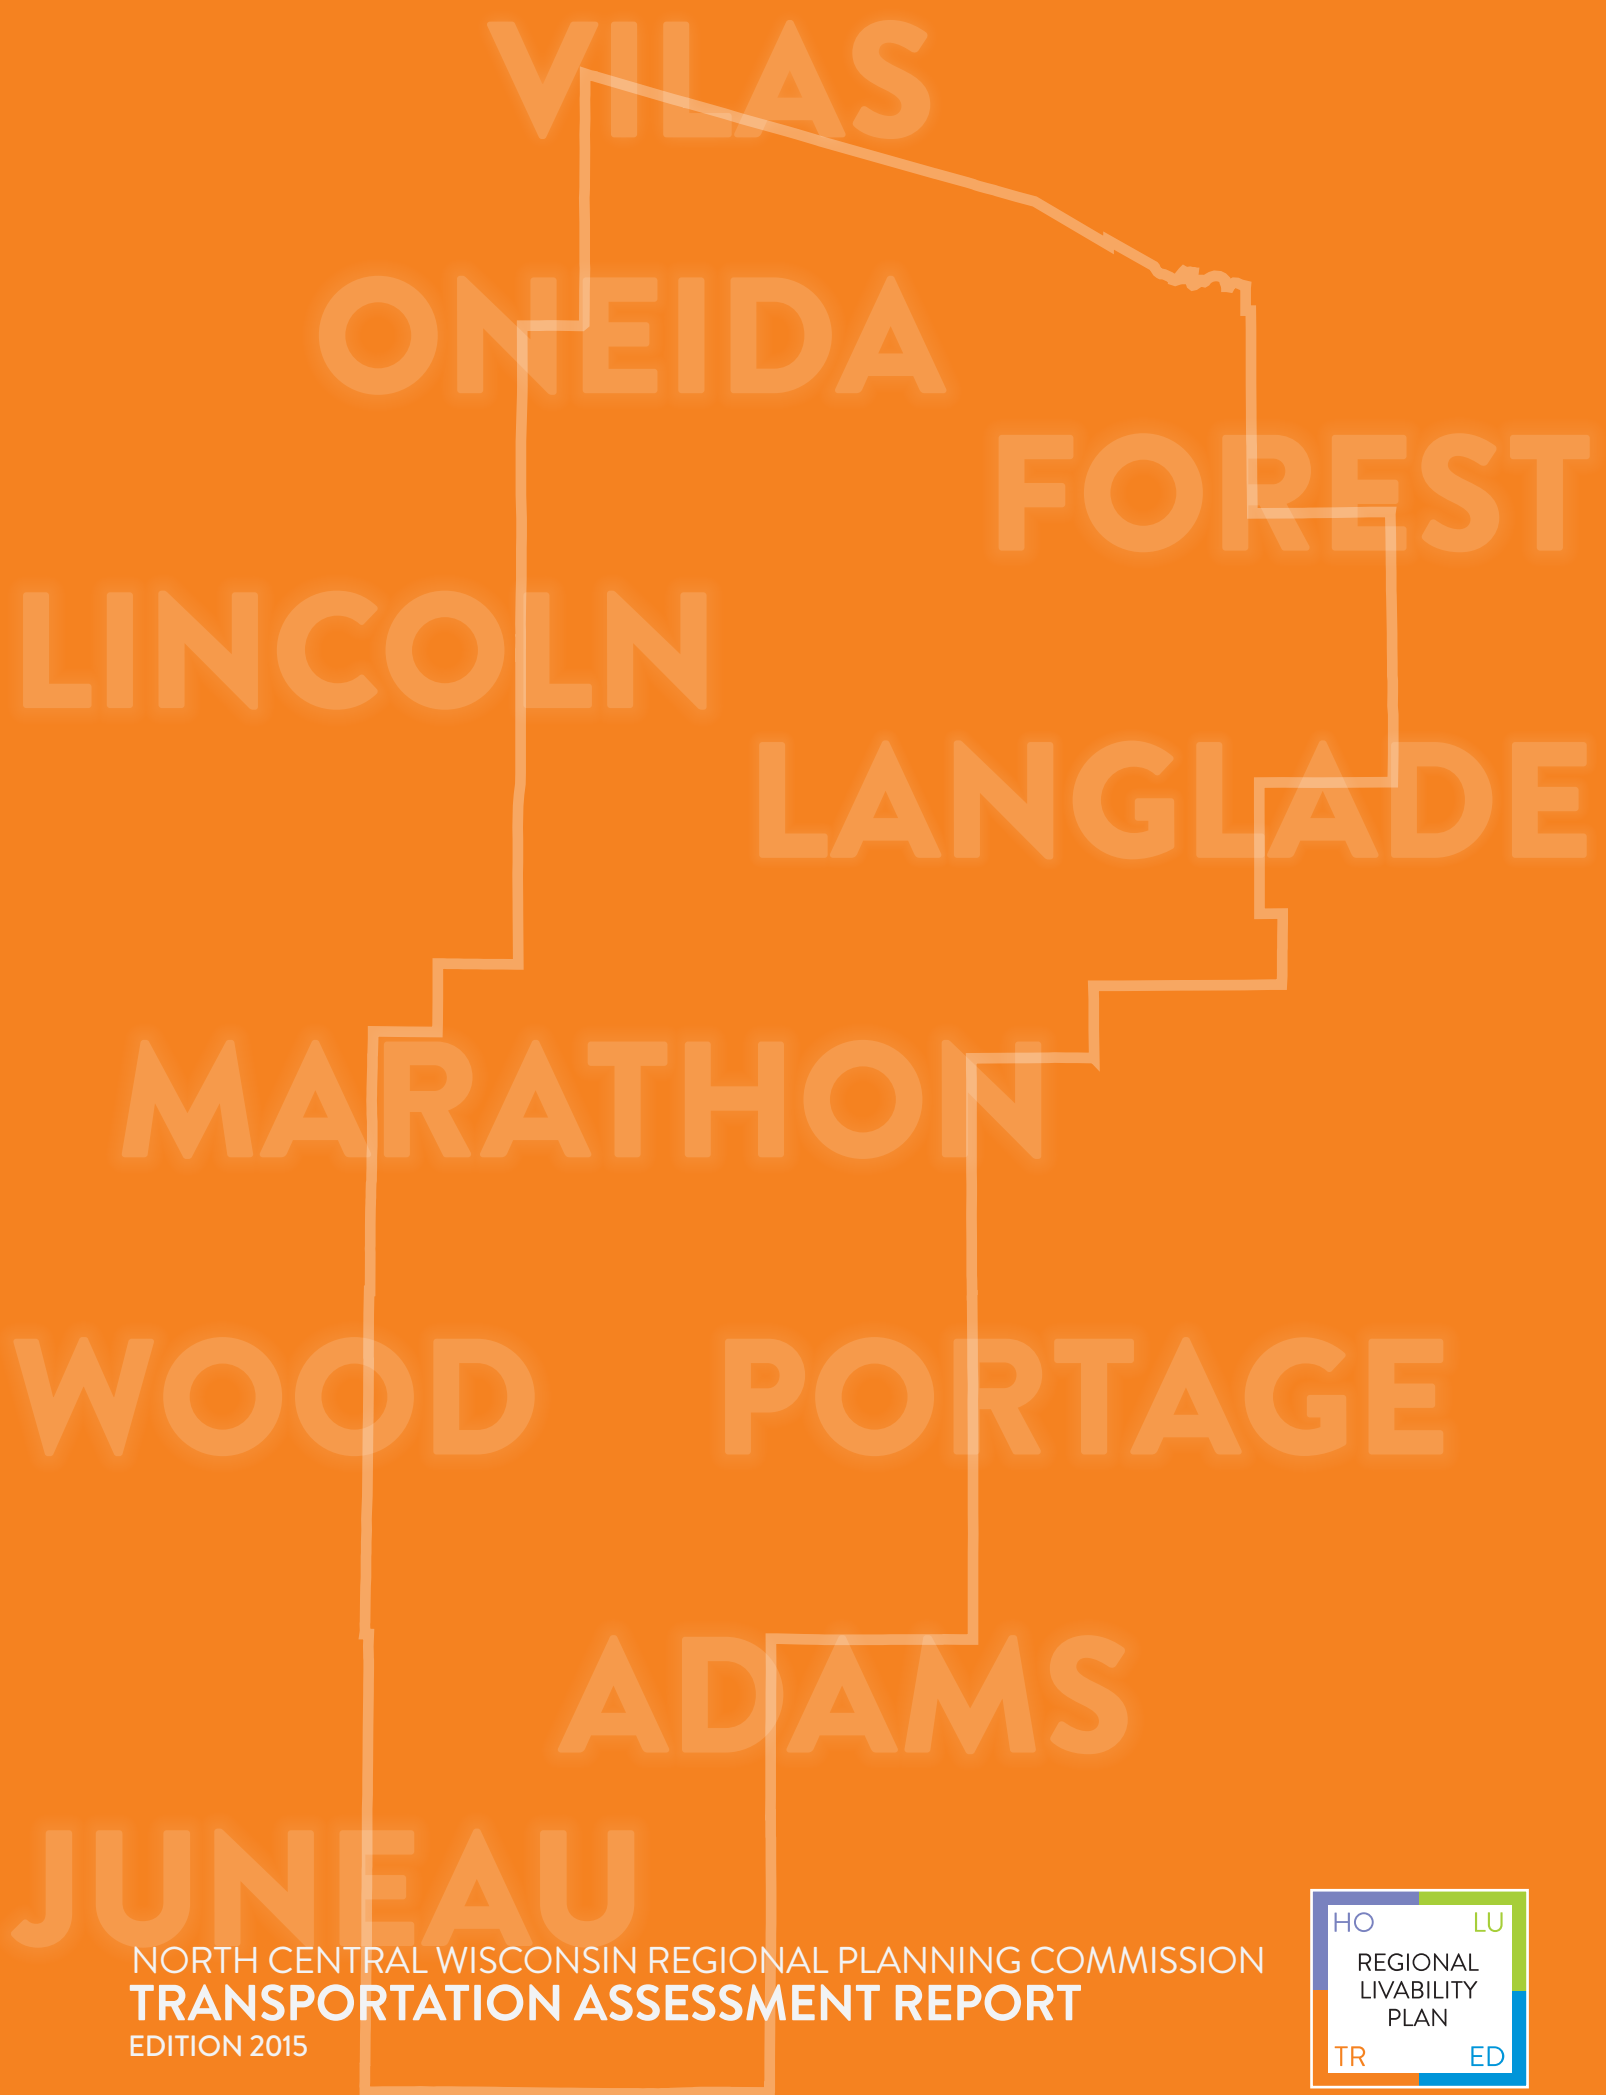 VILAS
ONEIDA
FOREST
LINCOLN
LANGLADE
MARATHON
WOOD
PORTAGE
ADAMS
JUNEAU
NORTH CENTRAL WISCONSIN REGIONAL PLANNING COMMISSION
TRANSPORTATION ASSESSMENT REPORT
EDITION 2015
HO LU
REGIONAL
LIVABILITY
PLAN
TR ED